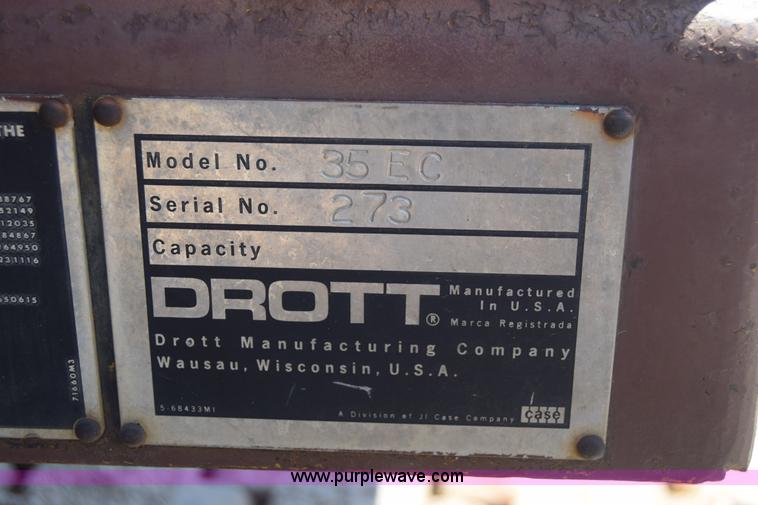 THE
38767
52149
12035
84867
964950
231116
650615
71660M3
Model No. 35 EC
Serial No. 273
Capacity
DROTT ®
Manufactured
In U.S.A.
Marca Registrada
Drott Manufacturing Company
Wausau, Wisconsin, U.S.A.
5-68433M1
A Division of JI Case Company
case
www.purplewave.com